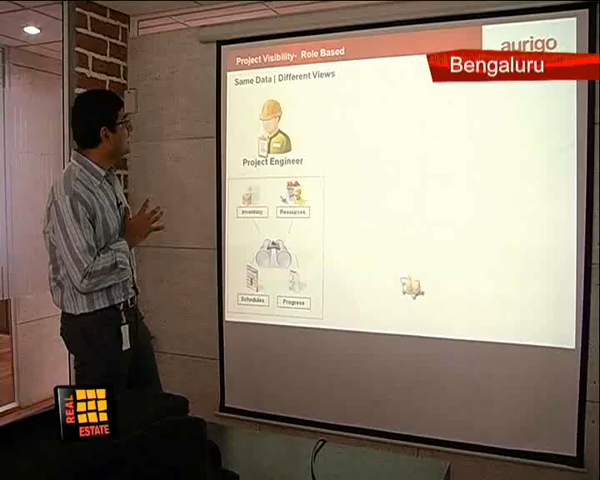 Project Visibility- Role Based
aurigo
Bengaluru
Same Data | Different Views
Project Engineer
Inventory
Resources
Schedules
Progress
REAL
ESTATE